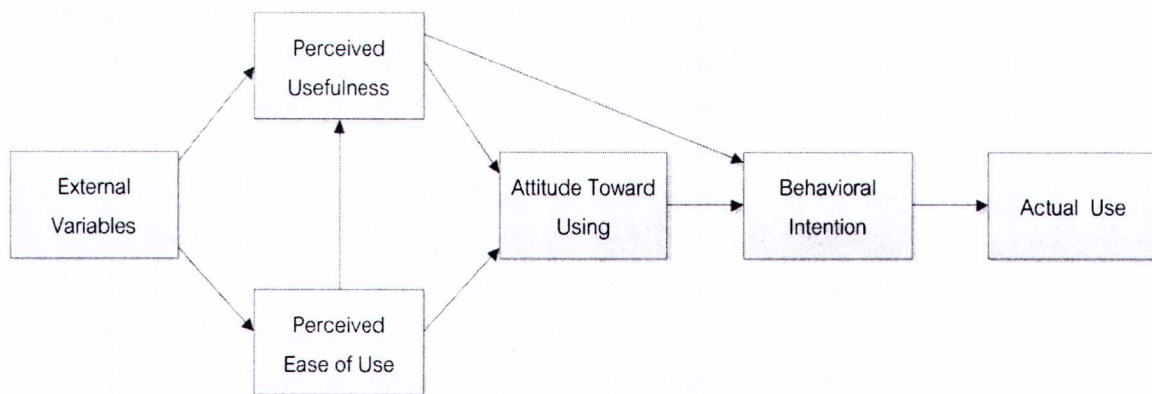 Perceived
Usefulness
External
Variables
Attitude Toward
Using
Behavioral
Intention
Actual Use
Perceived
Ease of Use